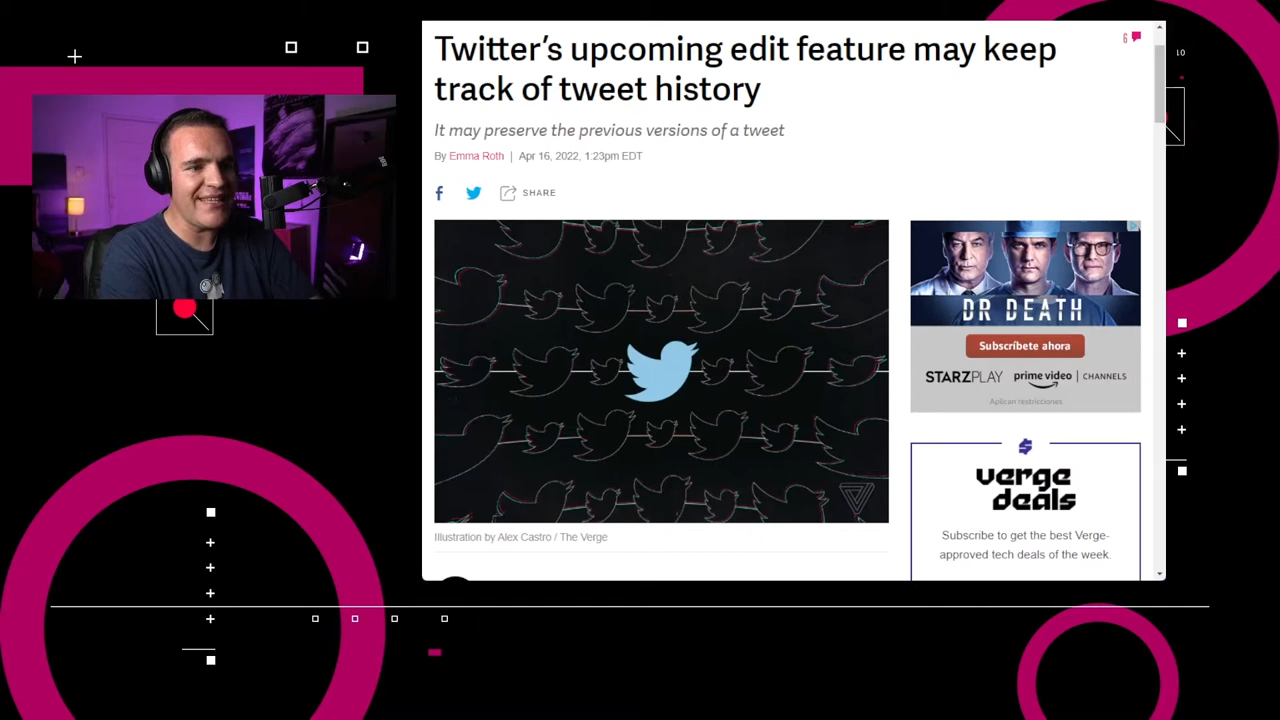 Twitter's upcoming edit feature may keep
track of tweet history
6
It may preserve the previous versions of a tweet
By Emma Roth | Apr 16, 2022, 1:23pm EDT
SHARE
DR DEATH
Subscríbete ahora
STARZPLAY prime video | CHANNELS
Aplican restricciones
verge
deals
Subscribe to get the best Verge-
approved tech deals of the week.
Illustration by Alex Castro / The Verge
10